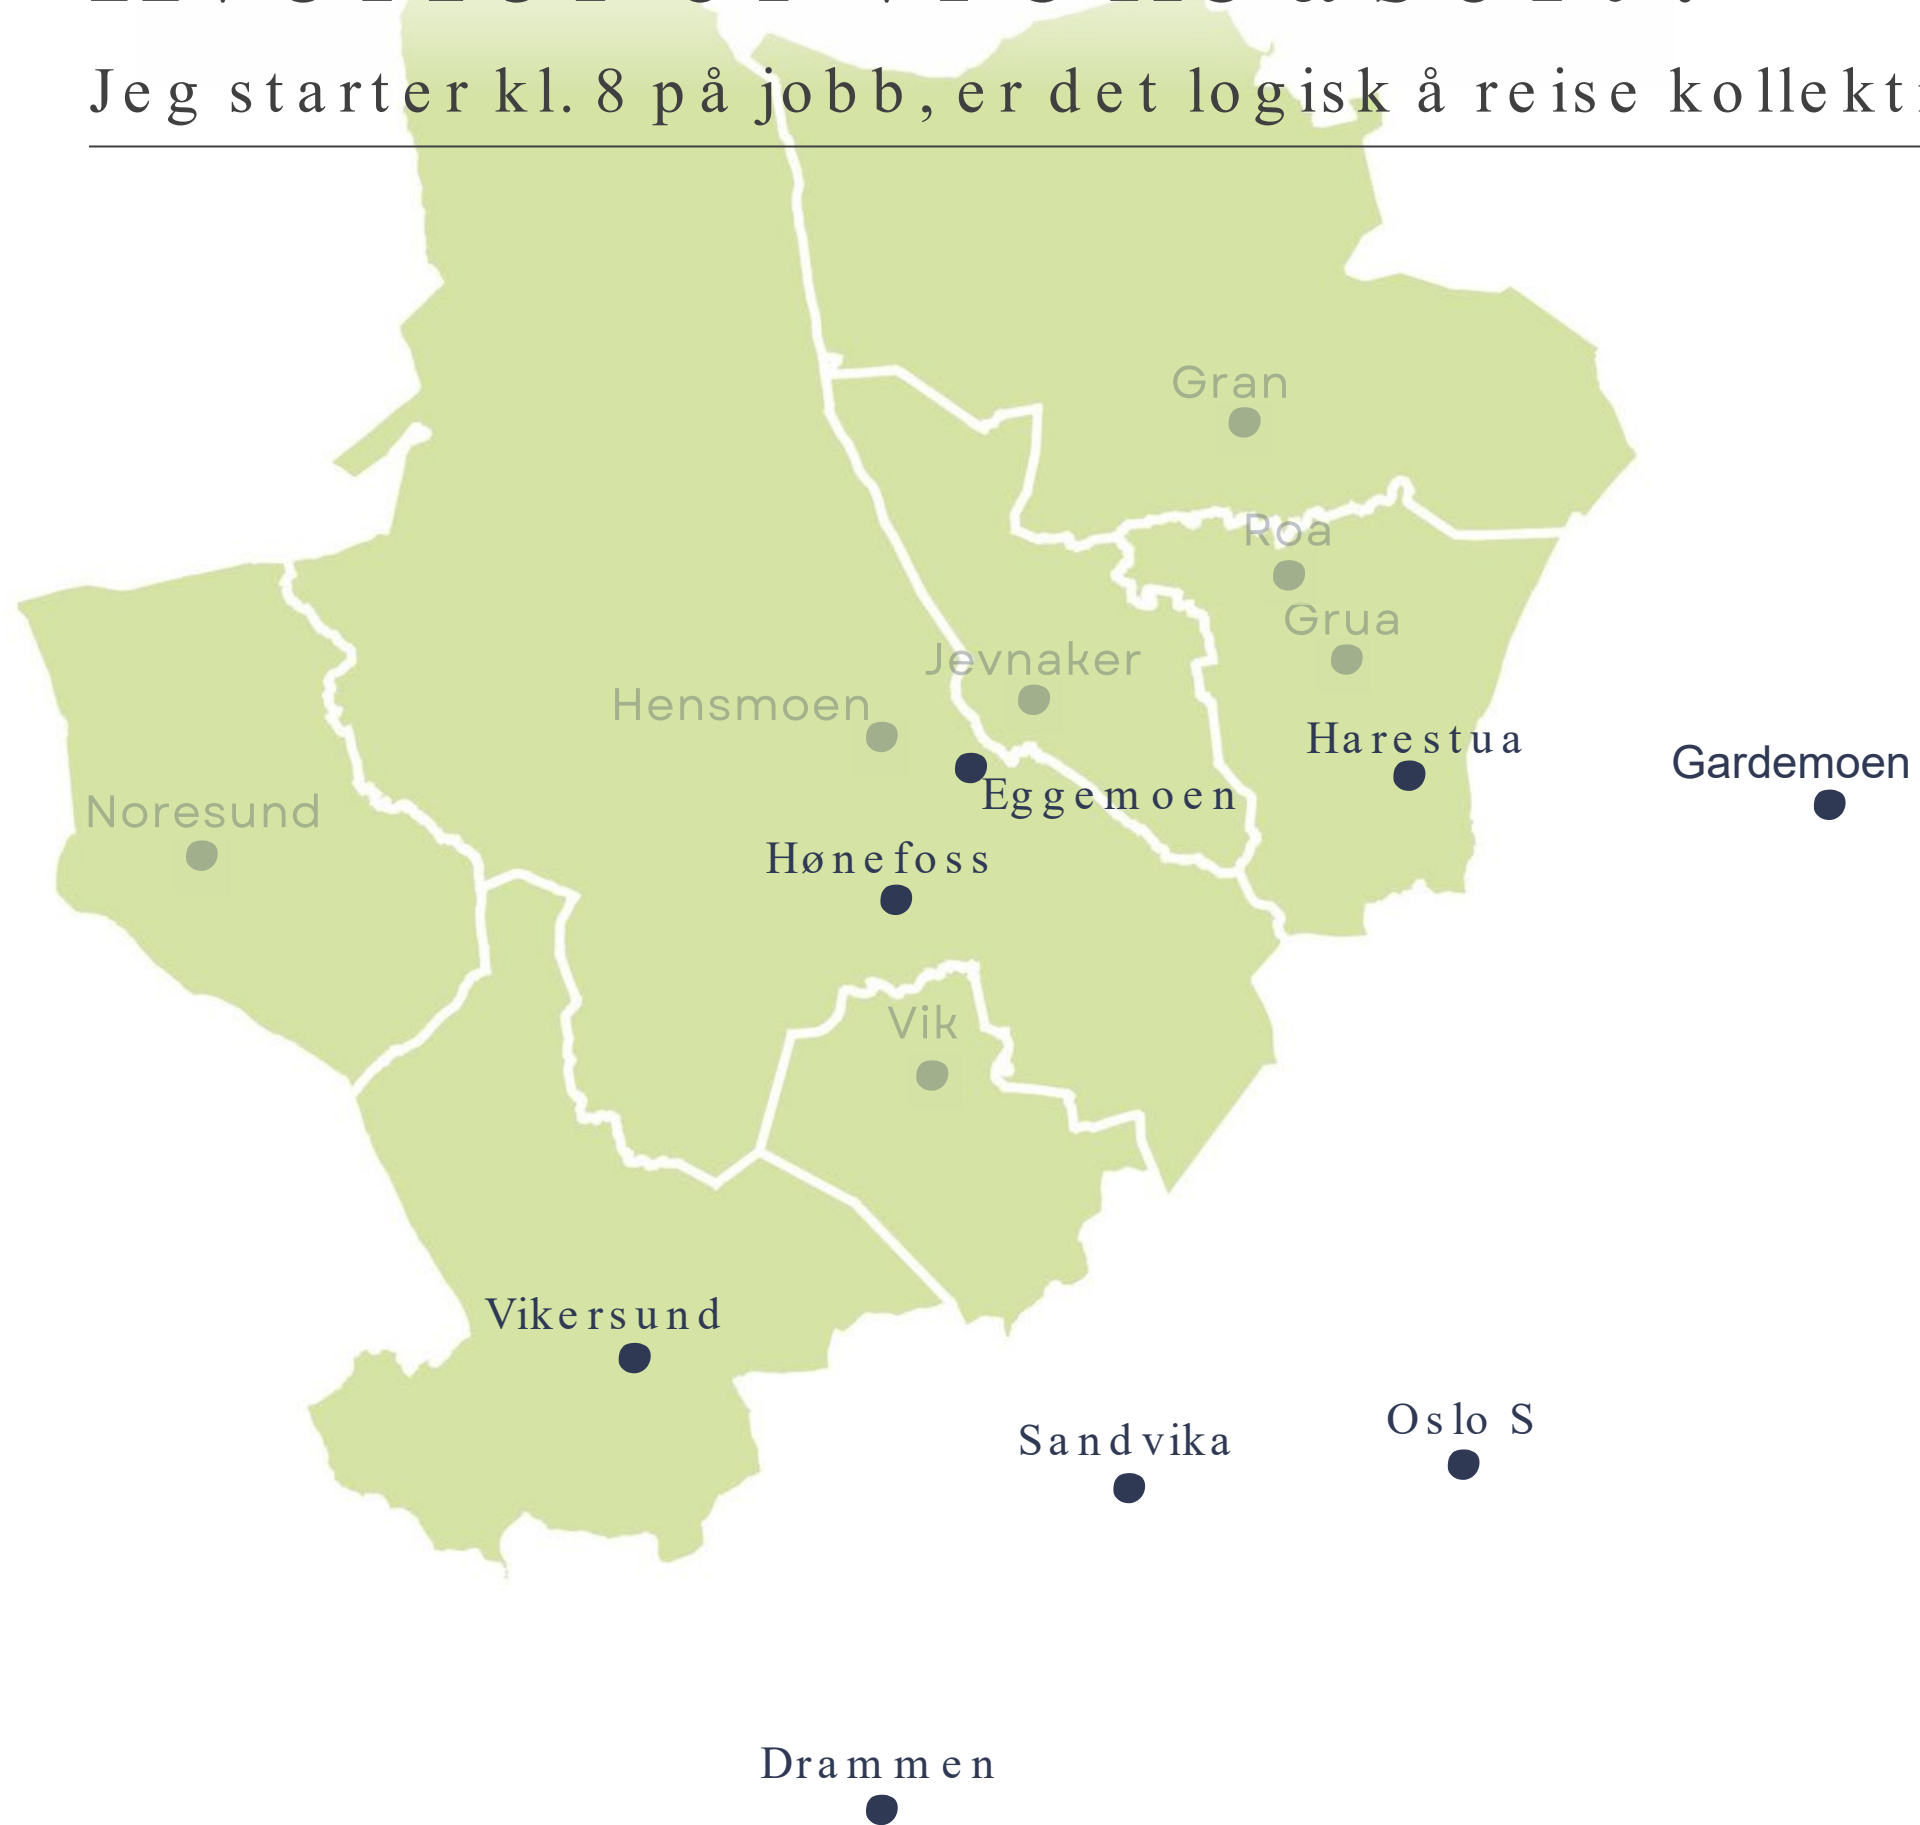 Jeg starter kl. 8 på jobb, er det logisk å reise
Gran
Roa
Grua
Jevnaker
Hensmoen
Harestua
Gardemoen
Eggemoen
Noresund
Hønefoss
Vik
Vikersund
Oslo S
Sandvika
Drammen